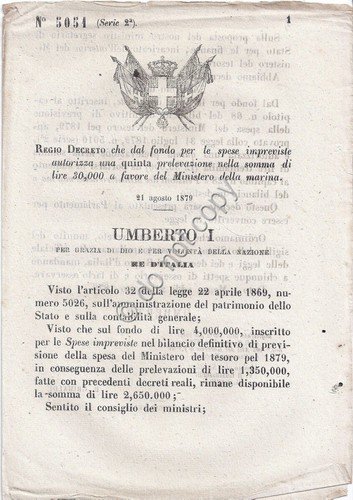 N° 5051 (Serie 2ª). 1
REGIO DECRETO che dal fondo per le spese impreviste
autorizza una quinta prelevazione nella somma di
lire 30,000 a favore del Ministero della marina.
21 agosto 1879
UMBERTO I
PER GRAZIA DI DIO E PER VOLONTÀ DELLA NAZIONE
RE D'ITALIA
Visto l'articolo 32 della legge 22 aprile 1869, nu-
mero 5026, sull'amministrazione del patrimonio dello
Stato e sulla contabilità generale;
Visto che sul fondo di lire 4,000,000, inscritto
per le Spese impreviste nel bilancio definitivo di previ-
sione della spesa del Ministero del tesoro pel 1879,
in conseguenza delle prelevazioni di lire 1,350,000,
fatte con precedenti decreti reali, rimane disponibile
la somma di lire 2,650,000;
Sentito il consiglio dei ministri;
do not copy